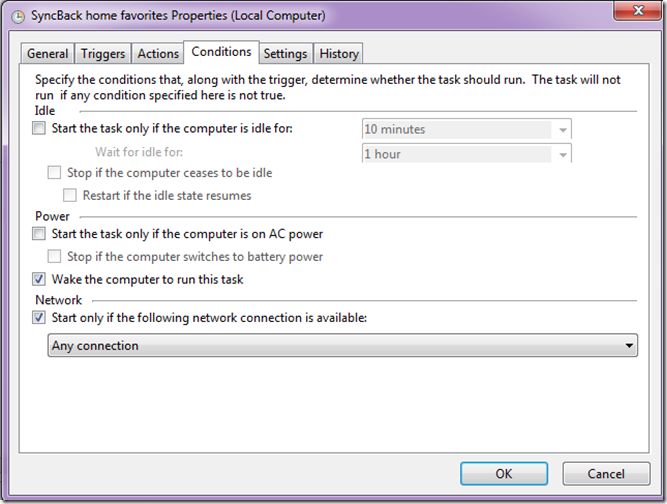 SyncBack home favorites Properties (Local Computer)
General Triggers Actions Conditions Settings History
Specify the conditions that, along with the trigger, determine whether the task should run. The task will not
run if any condition specified here is not true.
Idle
Start the task only if the computer is idle for: 10 minutes
Wait for idle for: 1 hour
Stop if the computer ceases to be idle
Restart if the idle state resumes
Power
Start the task only if the computer is on AC power
Stop if the computer switches to battery power
Wake the computer to run this task
Network
Start only if the following network connection is available:
Any connection
OK Cancel